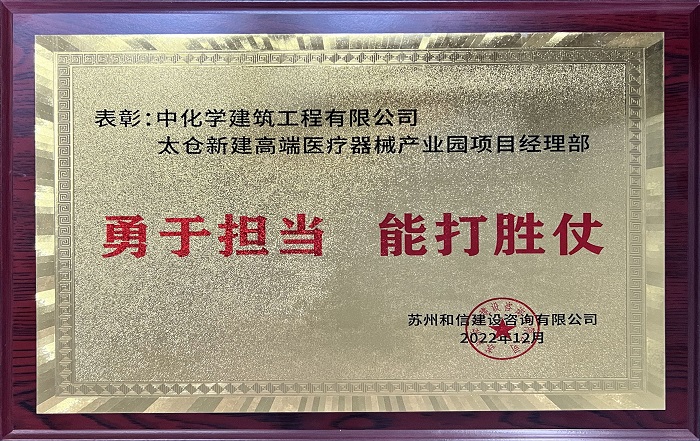 表彰：中化学建筑工程有限公司
太仓新建高端医疗器械产业园项目经理部
勇于担当 能打胜仗
苏州和信建设咨询有限公司
2022年12月